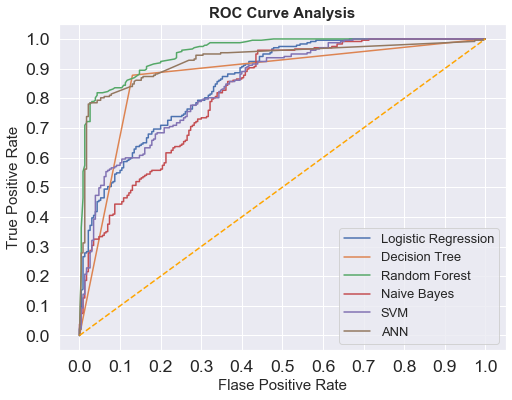 ROC Curve Analysis
True Positive Rate
1.0
0.9
0.8
0.7
0.6
0.5
0.4
0.3
0.2
0.1
0.0
Logistic Regression
Decision Tree
Random Forest
Naive Bayes
SVM
ANN
0.0 0.1 0.2 0.3 0.4 0.5 0.6 0.7 0.8 0.9 1.0
Flase Positive Rate